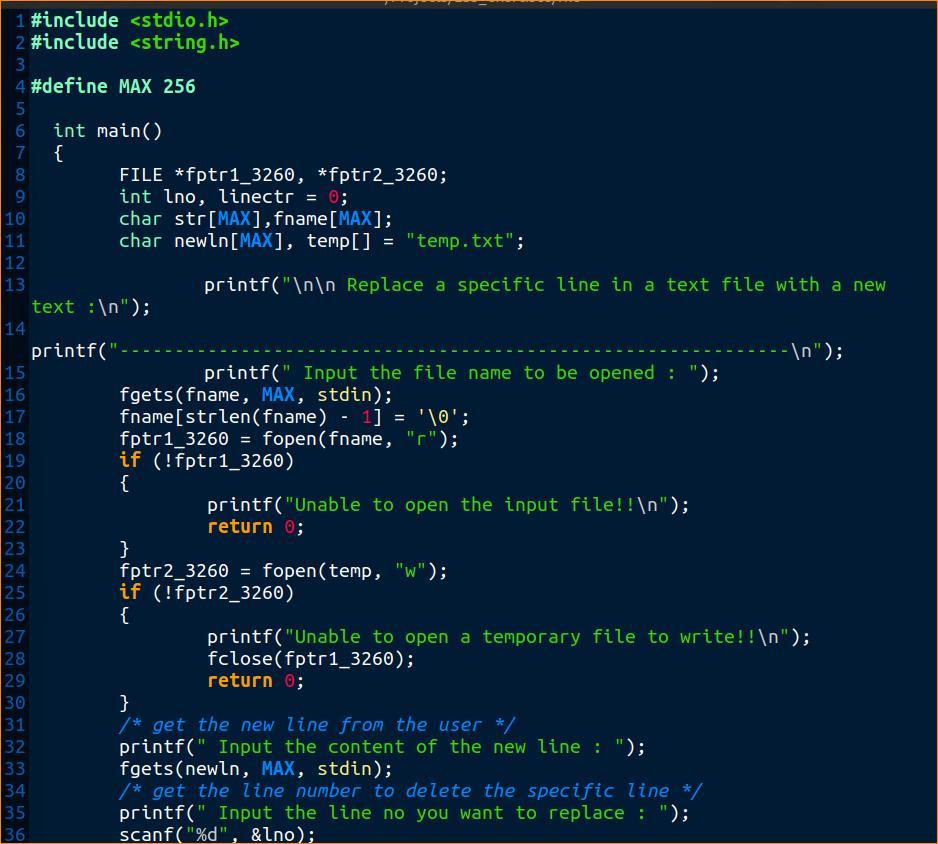 1 #include <stdio.h>
2 #include <string.h>
3
4 #define MAX 256
5
6   int main()
7   {
8         FILE *fptr1_3260, *fptr2_3260;
9         int lno, linectr = 0;
10         char str[MAX],fname[MAX];
11         char newln[MAX], temp[] = "temp.txt";
12
13                 printf("\n\n Replace a specific line in a text file with a new
text :\n");
14
printf("-------------------------------------------------------------\n");
15                 printf(" Input the file name to be opened : ");
16         fgets(fname, MAX, stdin);
17         fname[strlen(fname) - 1] = '\0';
18         fptr1_3260 = fopen(fname, "r");
19         if (!fptr1_3260)
20         {
21                 printf("Unable to open the input file!!\n");
22                 return 0;
23         }
24         fptr2_3260 = fopen(temp, "w");
25         if (!fptr2_3260)
26         {
27                 printf("Unable to open a temporary file to write!!\n");
28                 fclose(fptr1_3260);
29                 return 0;
30         }
31         /* get the new line from the user */
32         printf(" Input the content of the new line : ");
33         fgets(newln, MAX, stdin);
34         /* get the line number to delete the specific line */
35         printf(" Input the line no you want to replace : ");
36         scanf("%d", &lno);